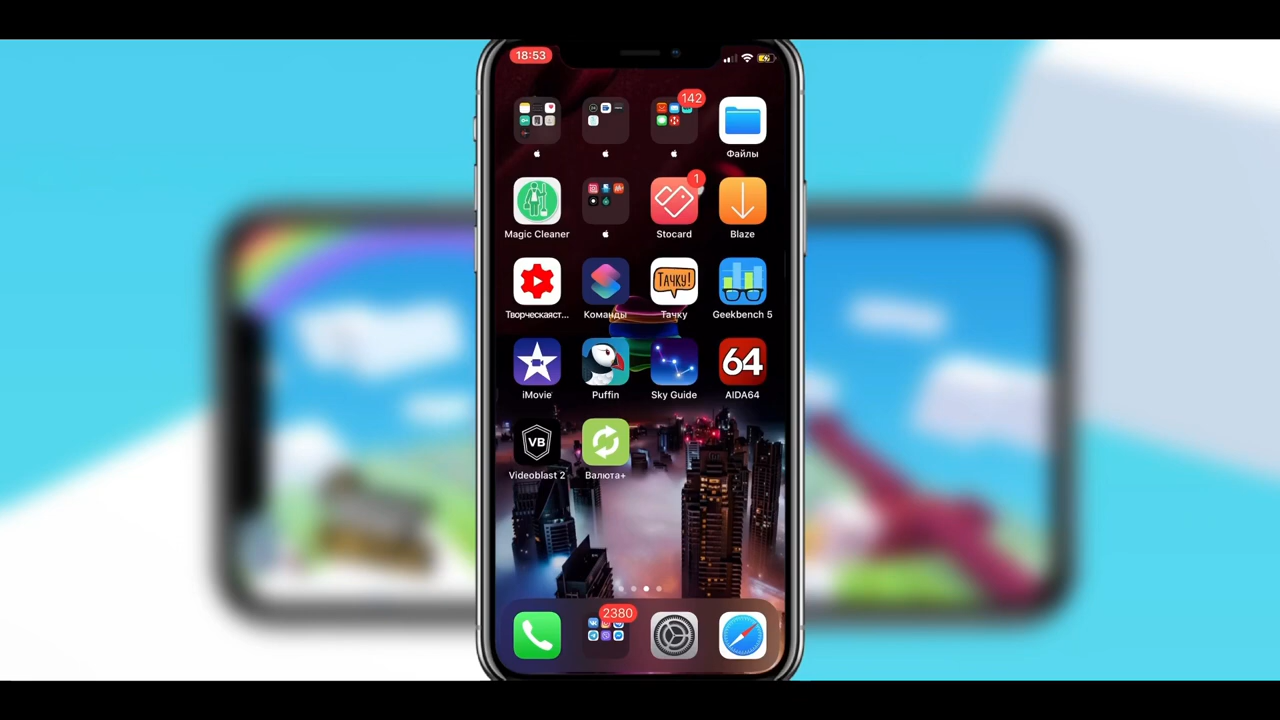 18:53
142
Файлы
1
Magic Cleaner
Stocard
Blaze
Тачку!
Творческаяст...
Команды
Тачку
Geekbench 5
64
iMovie
Puffin
Sky Guide
AIDA64
VB
Videoblast 2
Валюта+
2380